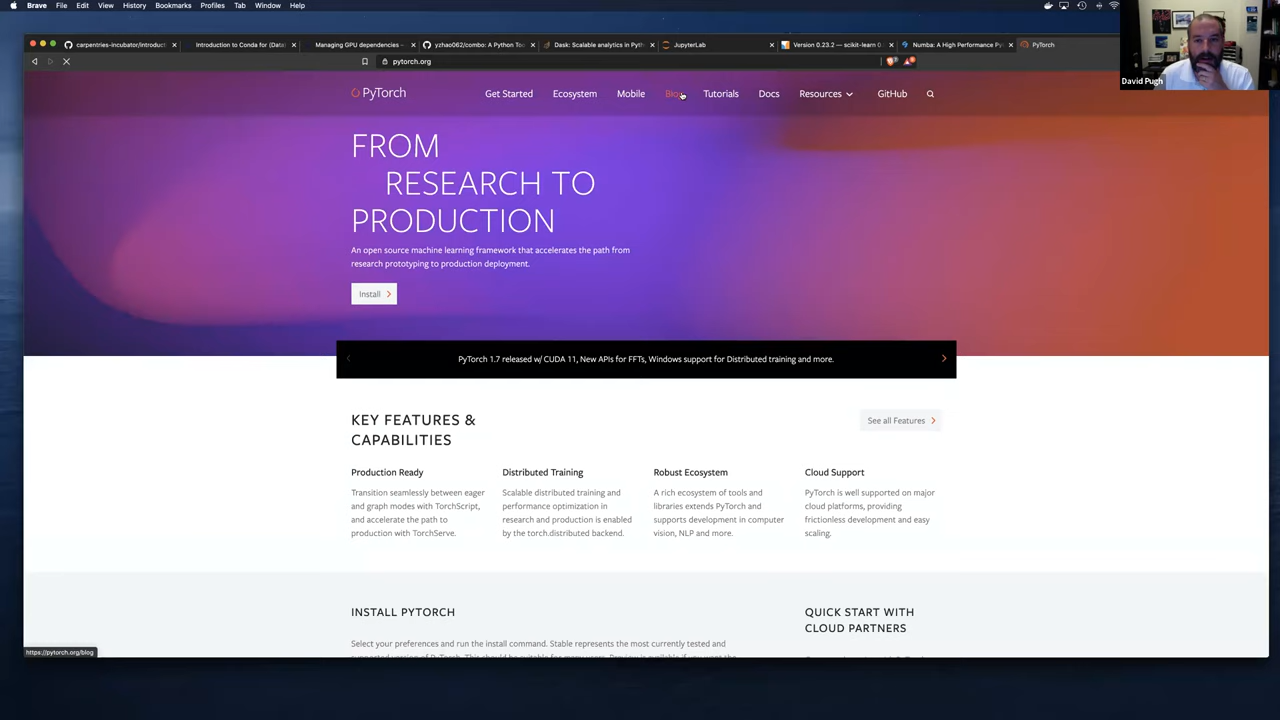 Brave File Edit View History Bookmarks Profiles Tab Window Help
carpentries-incubator/introduct
Introduction to Conda for (Data
Managing GPU dependencies –
yzhao062/combo: A Python Too
Dask: Scalable analytics in Pyth
JupyterLab
Version 0.23.2 — scikit-learn 0
Numba: A High Performance Py
PyTorch
pytorch.org
David Pugh
PyTorch
Get Started
Ecosystem
Mobile
Blog
Tutorials
Docs
Resources
GitHub
FROM
RESEARCH TO
PRODUCTION
An open source machine learning framework that accelerates the path from
research prototyping to production deployment.
Install
PyTorch 1.7 released w/ CUDA 11, New APIs for FFTs, Windows support for Distributed training and more.
KEY FEATURES &
CAPABILITIES
See all Features
Production Ready
Transition seamlessly between eager
and graph modes with TorchScript,
and accelerate the path to
production with TorchServe.
Distributed Training
Scalable distributed training and
performance optimization in
research and production is enabled
by the torch.distributed backend.
Robust Ecosystem
A rich ecosystem of tools and
libraries extends PyTorch and
supports development in computer
vision, NLP and more.
Cloud Support
PyTorch is well supported on major
cloud platforms, providing
frictionless development and easy
scaling.
INSTALL PYTORCH
Select your preferences and run the install command. Stable represents the most currently tested and
QUICK START WITH
CLOUD PARTNERS
https://pytorch.org/blog